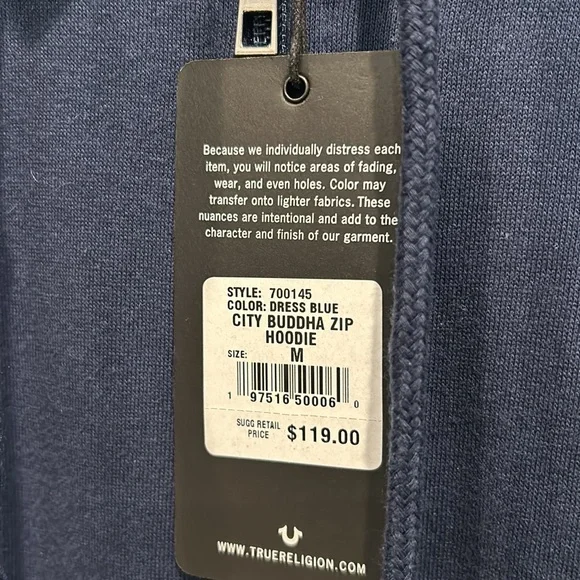 Because we individually distress each
item, you will notice areas of fading,
wear, and even holes. Color may
transfer onto lighter fabrics. These
nuances are intentional and add to the
character and finish of our garment.
STYLE: 700145
COLOR: DRESS BLUE
CITY BUDDHA ZIP
HOODIE
SIZE: M
1 97516 50006 0
SUGG RETAIL
PRICE $119.00
WWW.TRUERELIGION.COM